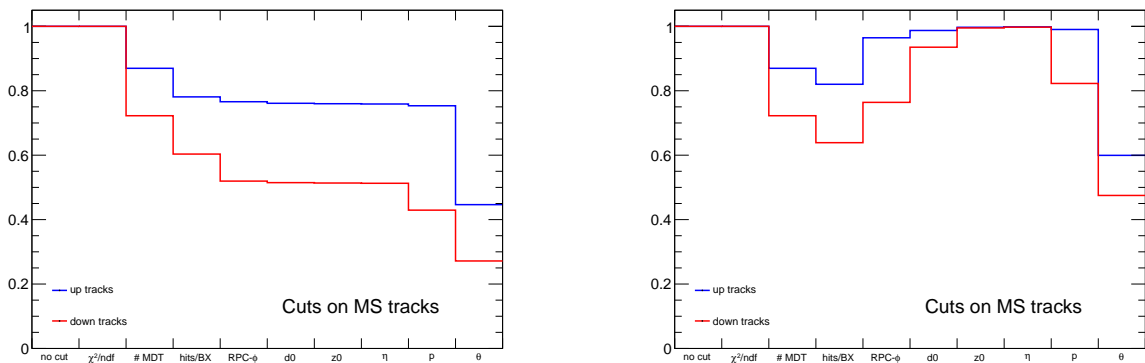 1
0.8
0.6
0.4
0.2
0
up tracks
down tracks
Cuts on MS tracks
no cut χ²/ndf # MDT hits/BX RPC-ϕ d0 z0 η p θ
1
0.8
0.6
0.4
0.2
0
up tracks
down tracks
Cuts on MS tracks
no cut χ²/ndf # MDT hits/BX RPC-ϕ d0 z0 η p θ